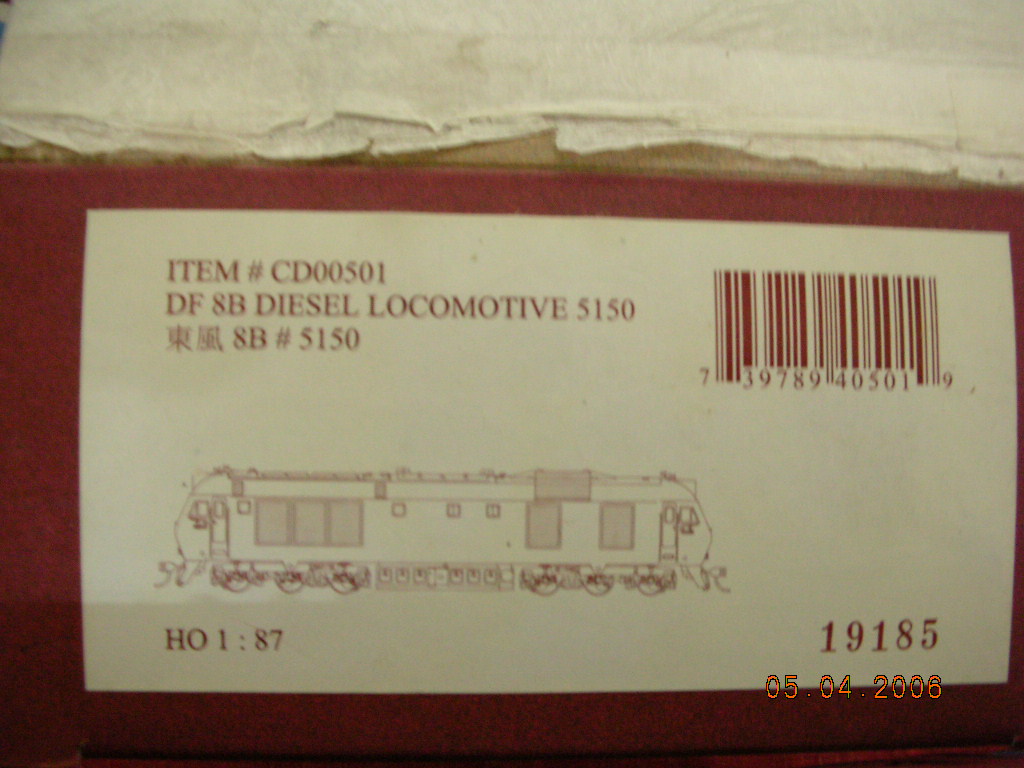 ITEM # CD00501
DF 8B DIESEL LOCOMOTIVE 5150
東風 8B # 5150
7 39789 40501 9
HO 1 : 87
19185
05.04.2006